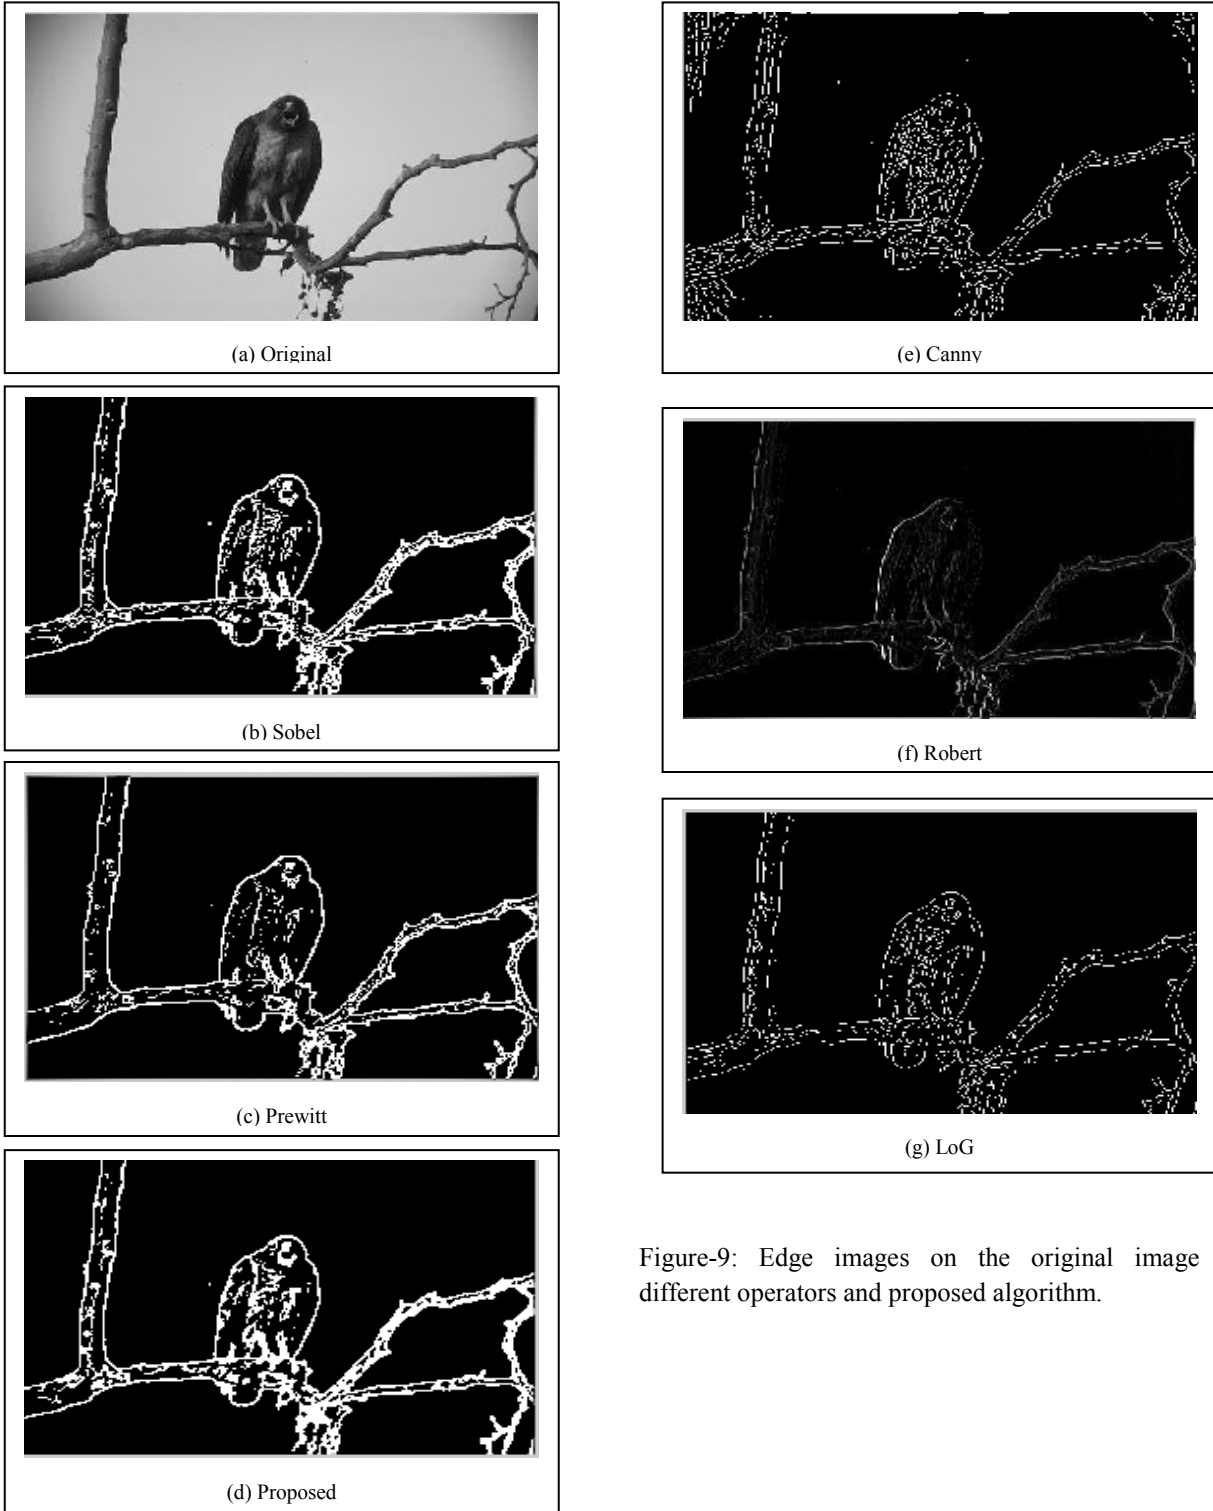 (a) Original
(b) Sobel
(c) Prewitt
(d) Proposed
(e) Canny
(f) Robert
(g) LoG
Figure-9: Edge images on the original image
different operators and proposed algorithm.